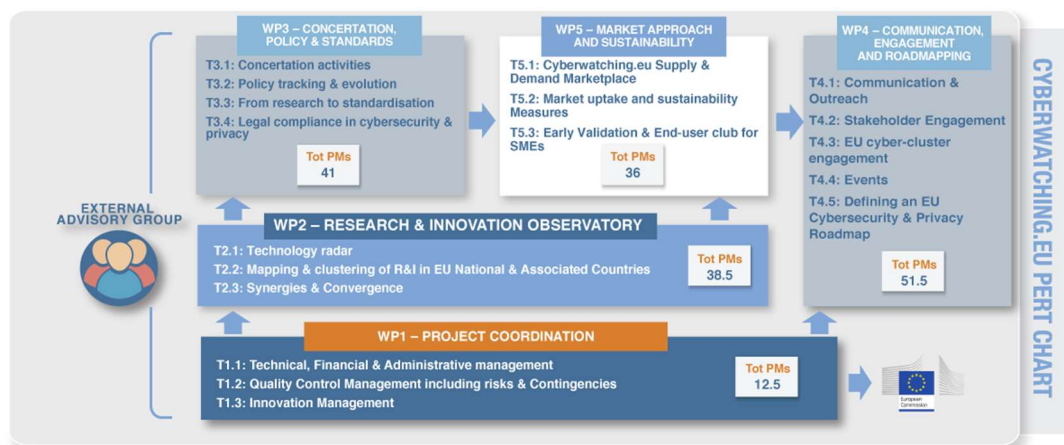 WP3 – CONCERTATION,
POLICY & STANDARDS
T3.1: Concertation activities
T3.2: Policy tracking & evolution
T3.3: From research to standardisation
T3.4: Legal compliance in cybersecurity &
privacy
Tot PMs
41
WP5 – MARKET APPROACH
AND SUSTAINABILITY
T5.1: Cyberwatching.eu Supply &
Demand Marketplace
T5.2: Market uptake and sustainability
Measures
T5.3: Early Validation & End-user club for
SMEs
Tot PMs
36
WP4 – COMMUNICATION,
ENGAGEMENT
AND ROADMAPPING
T4.1: Communication &
Outreach
T4.2: Stakeholder Engagement
T4.3: EU cyber-cluster
engagement
T4.4: Events
T4.5: Defining an EU
Cybersecurity & Privacy
Roadmap
Tot PMs
51.5
EXTERNAL
ADVISORY GROUP
WP2 – RESEARCH & INNOVATION OBSERVATORY
T2.1: Technology radar
T2.2: Mapping & clustering of R&I in EU National & Associated Countries
T2.3: Synergies & Convergence
Tot PMs
38.5
WP1 – PROJECT COORDINATION
T1.1: Technical, Financial & Administrative management
T1.2: Quality Control Management including risks & Contingencies
T1.3: Innovation Management
Tot PMs
12.5
European
Commission
CYBERWATCHING.EU PERT CHART